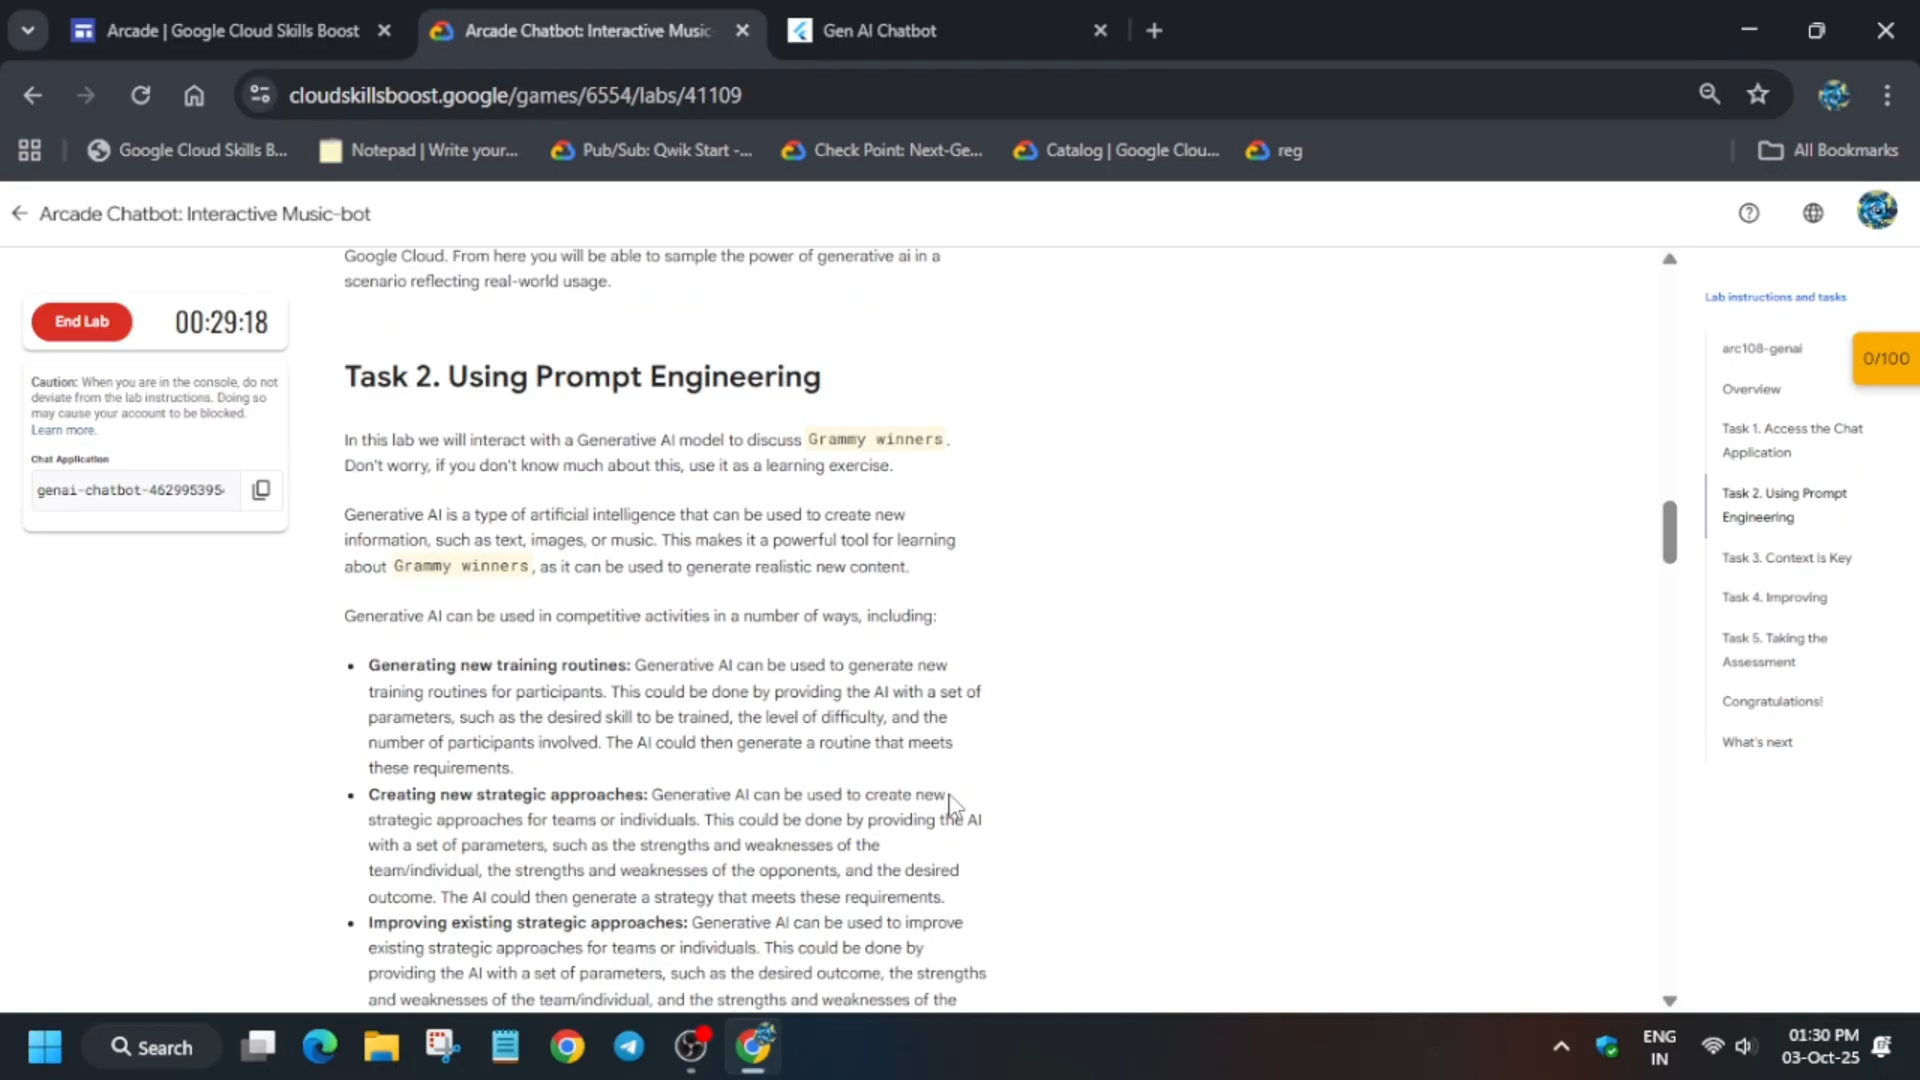 Arcade | Google Cloud Skills Boost
Arcade Chatbot: Interactive Music-
Gen AI Chatbot
cloudskillsboost.google/games/6554/labs/41109
Google Cloud Skills B...
Notepad | Write your...
Pub/Sub: Qwik Start -...
Check Point: Next-Ge...
Catalog | Google Clou...
reg
All Bookmarks
Arcade Chatbot: Interactive Music-bot
End Lab
00:29:18
Caution: When you are in the console, do not
deviate from the lab instructions. Doing so
may cause your account to be blocked.
Learn more.
Chat Application
genai-chatbot-462995395
Google Cloud. From here you will be able to sample the power of generative ai in a
scenario reflecting real-world usage.
Task 2. Using Prompt Engineering
In this lab we will interact with a Generative AI model to discuss Grammy winners.
Don't worry, if you don't know much about this, use it as a learning exercise.
Generative AI is a type of artificial intelligence that can be used to create new
information, such as text, images, or music. This makes it a powerful tool for learning
about Grammy winners, as it can be used to generate realistic new content.
Generative AI can be used in competitive activities in a number of ways, including:
• Generating new training routines: Generative AI can be used to generate new
training routines for participants. This could be done by providing the AI with a set of
parameters, such as the desired skill to be trained, the level of difficulty, and the
number of participants involved. The AI could then generate a routine that meets
these requirements.
• Creating new strategic approaches: Generative AI can be used to create new
strategic approaches for teams or individuals. This could be done by providing the AI
with a set of parameters, such as the strengths and weaknesses of the
team/individual, the strengths and weaknesses of the opponents, and the desired
outcome. The AI could then generate a strategy that meets these requirements.
• Improving existing strategic approaches: Generative AI can be used to improve
existing strategic approaches for teams or individuals. This could be done by
providing the AI with a set of parameters, such as the desired outcome, the strengths
and weaknesses of the team/individual, and the strengths and weaknesses of the
Lab instructions and tasks
arc108-genai
0/100
Overview
Task 1. Access the Chat
Application
Task 2. Using Prompt
Engineering
Task 3. Context is Key
Task 4. Improving
Task 5. Taking the
Assessment
Congratulations!
What's next
Search
ENG
IN
01:30 PM
03-Oct-25